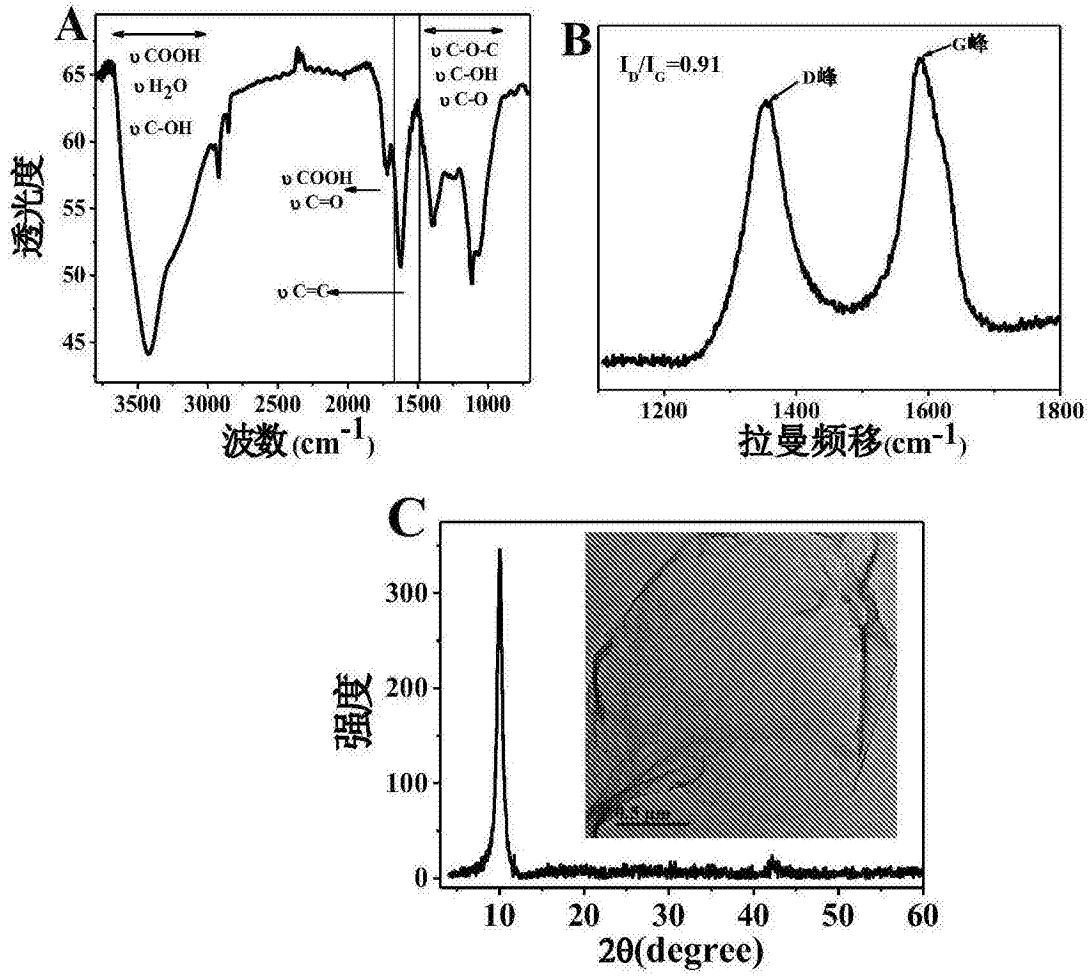 A
υ COOH
υ H2O
υ C-OH
υ C-O-C
υ C-OH
υ C-O
υ COOH
υ C=O
υ C=C
65
60
55
50
45
透光度
3500 3000 2500 2000 1500 1000
波数(cm-1)
B
ID/IG=0.91
D峰
G峰
1200 1400 1600 1800
拉曼频移(cm-1)
C
300
200
100
0
强度
10 20 30 40 50 60
2θ(degree)